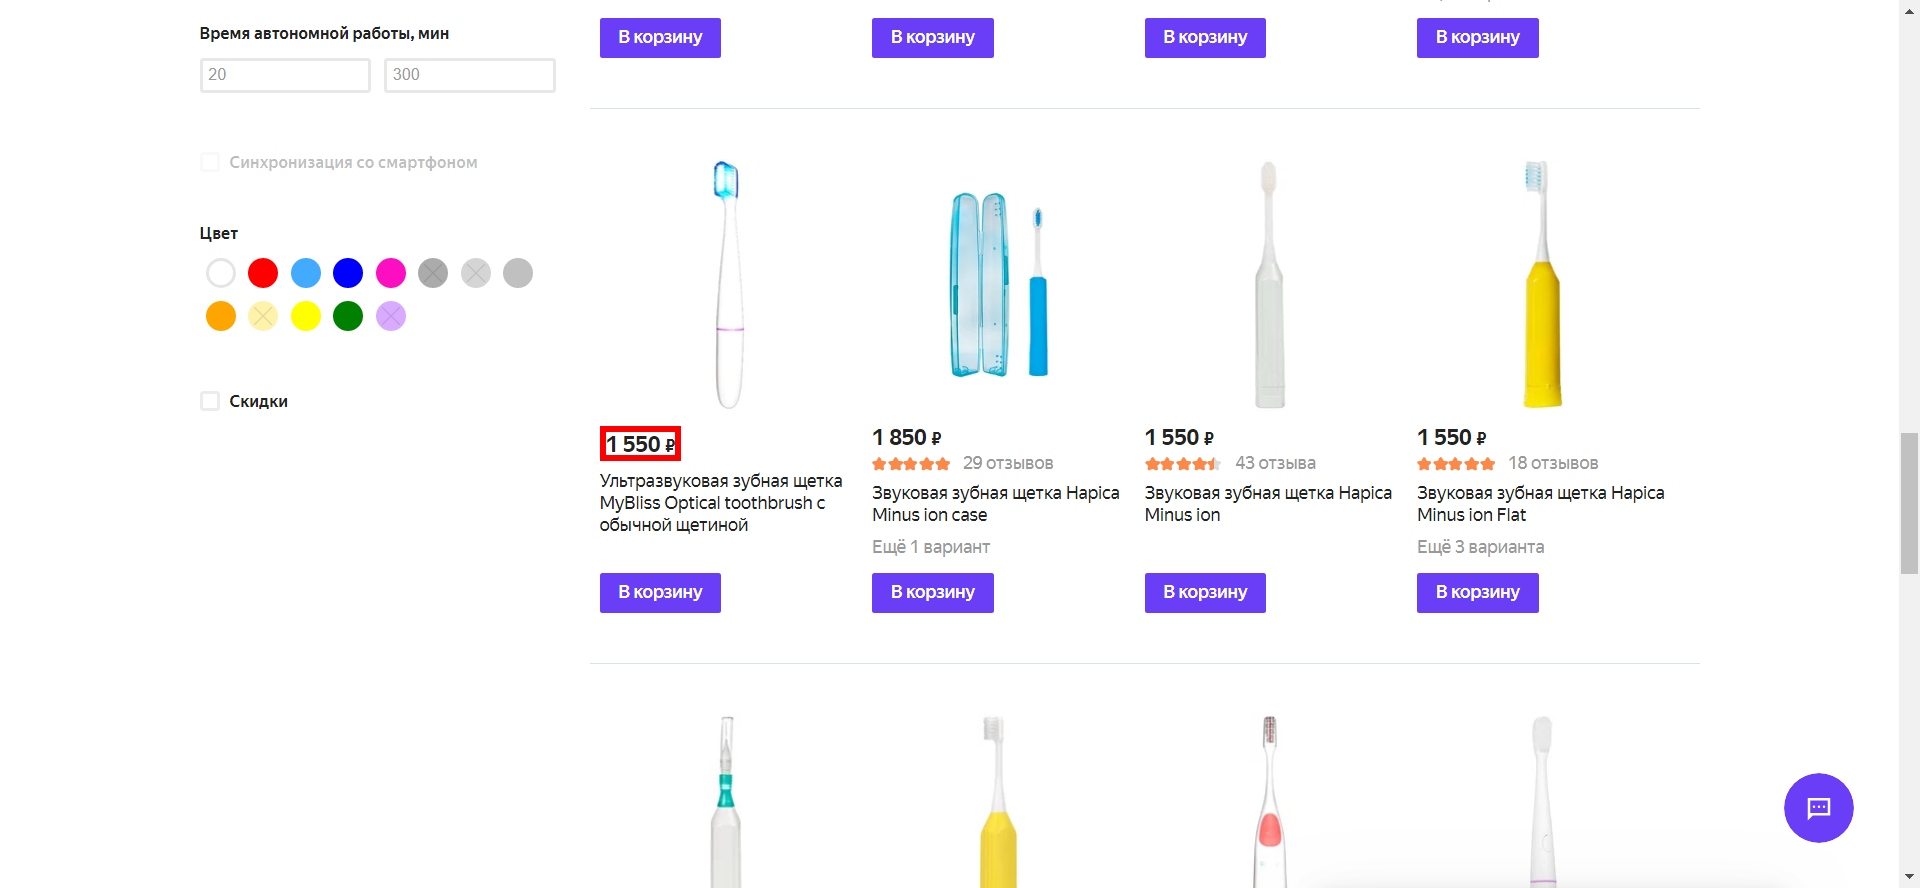 Время автономной работы, мин
20
300
Синхронизация со смартфоном
Цвет
Скидки
В корзину
В корзину
В корзину
В корзину
1 550 ₽
Ультразвуковая зубная щетка
MyBliss Optical toothbrush с
обычной щетиной
В корзину
1 850 ₽
29 отзывов
Звуковая зубная щетка Hapica
Minus ion case
Ещё 1 вариант
В корзину
1 550 ₽
43 отзыва
Звуковая зубная щетка Hapica
Minus ion
В корзину
1 550 ₽
18 отзывов
Звуковая зубная щетка Hapica
Minus ion Flat
Ещё 3 варианта
В корзину